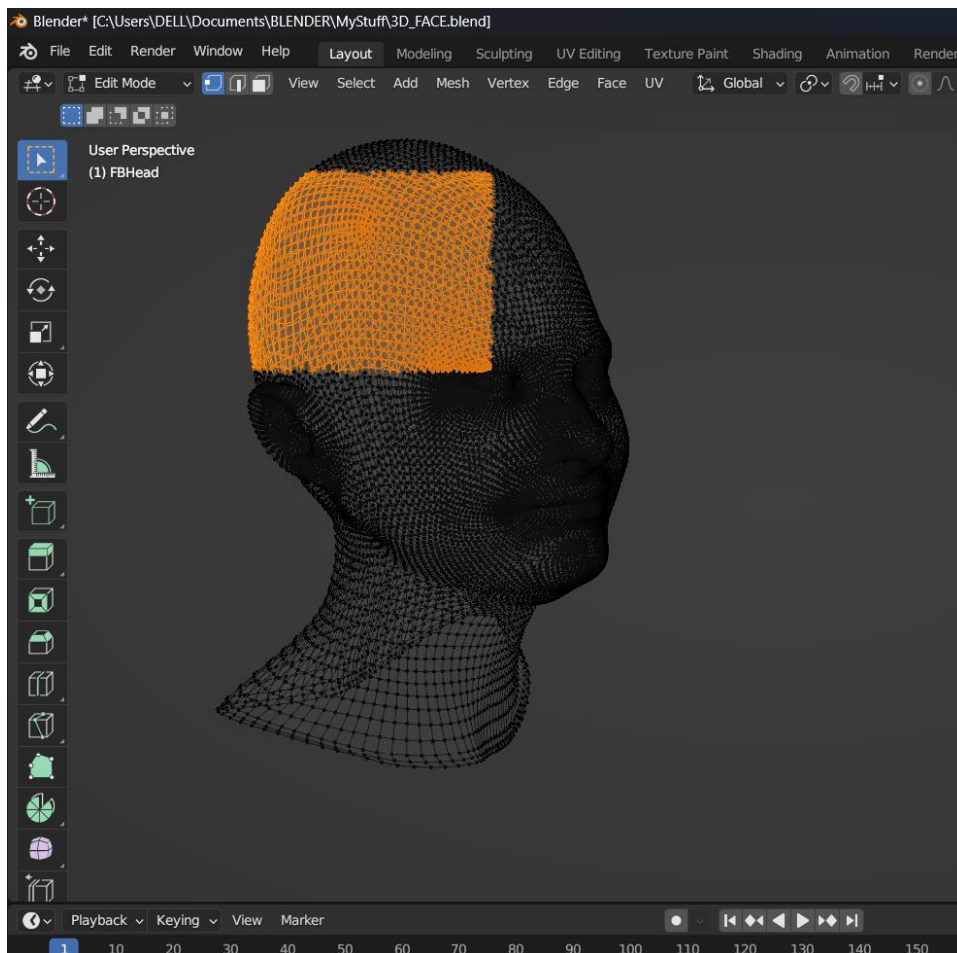 Blender* [C:\Users\DELL\Documents\BLENDER\MyStuff\3D_FACE.blend]
File Edit Render Window Help Layout Modeling Sculpting UV Editing Texture Paint Shading Animation Render
Edit Mode View Select Add Mesh Vertex Edge Face UV Global
User Perspective
(1) FBHead
Playback Keying View Marker
1 10 20 30 40 50 60 70 80 90 100 110 120 130 140 150